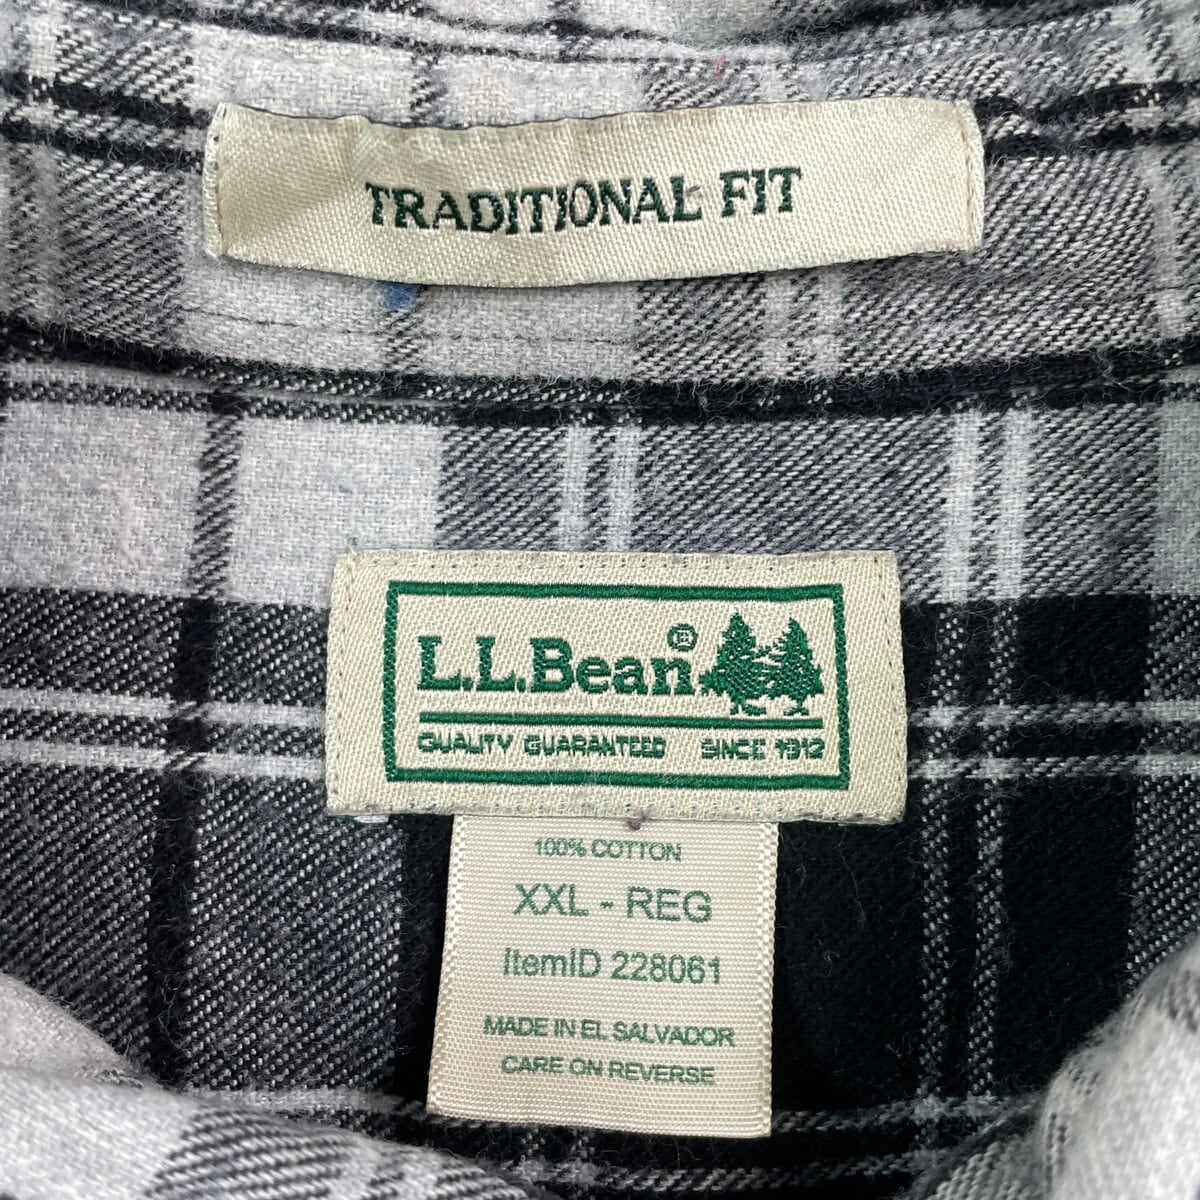 TRADITIONAL FIT
L.L.Bean®
QUALITY GUARANTEED SINCE 1912
100% COTTON
XXL - REG
ItemID 228061
MADE IN EL SALVADOR
CARE ON REVERSE